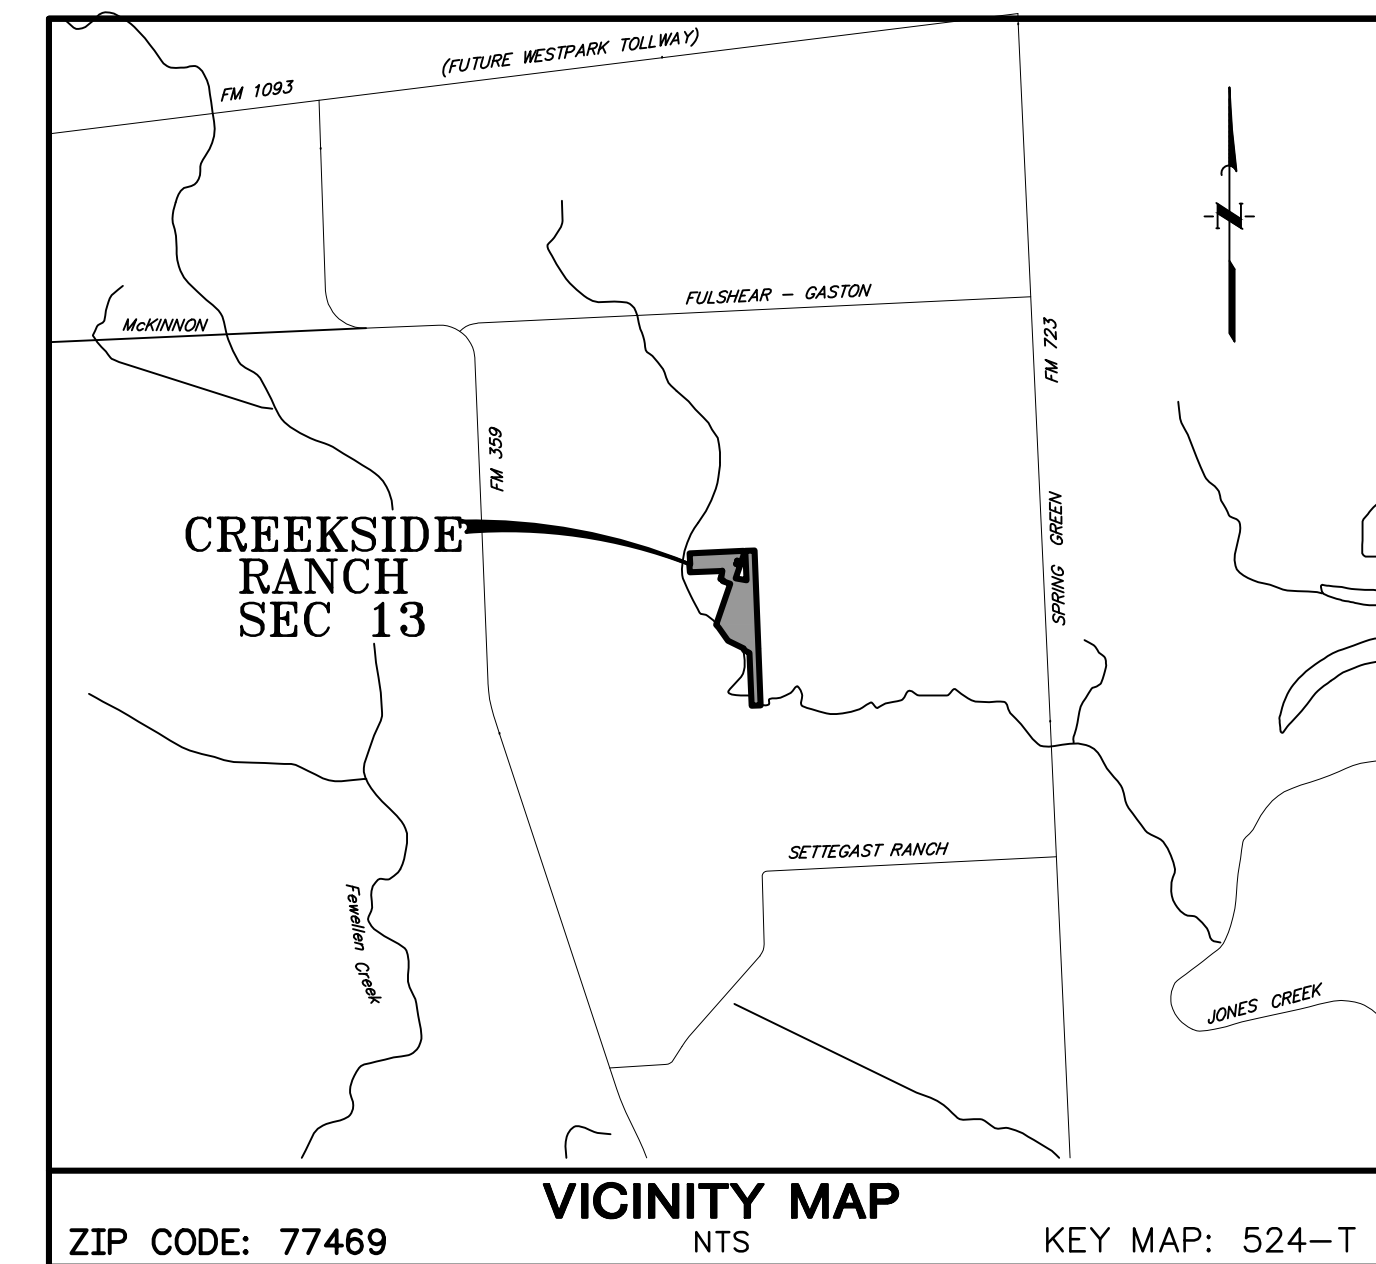 (FUTURE WESTPARK TOLLWAY)
FM 1093
N
FULSHEAR - GASTON
McKINNON
FM 723
FM 359
SPRING GREEN
CREEKSIDE
RANCH
SEC 13
SETTEGAST RANCH
Fewellen Creek
JONES CREEK
VICINITY MAP
ZIP CODE: 77469
NTS
KEY MAP: 524-T